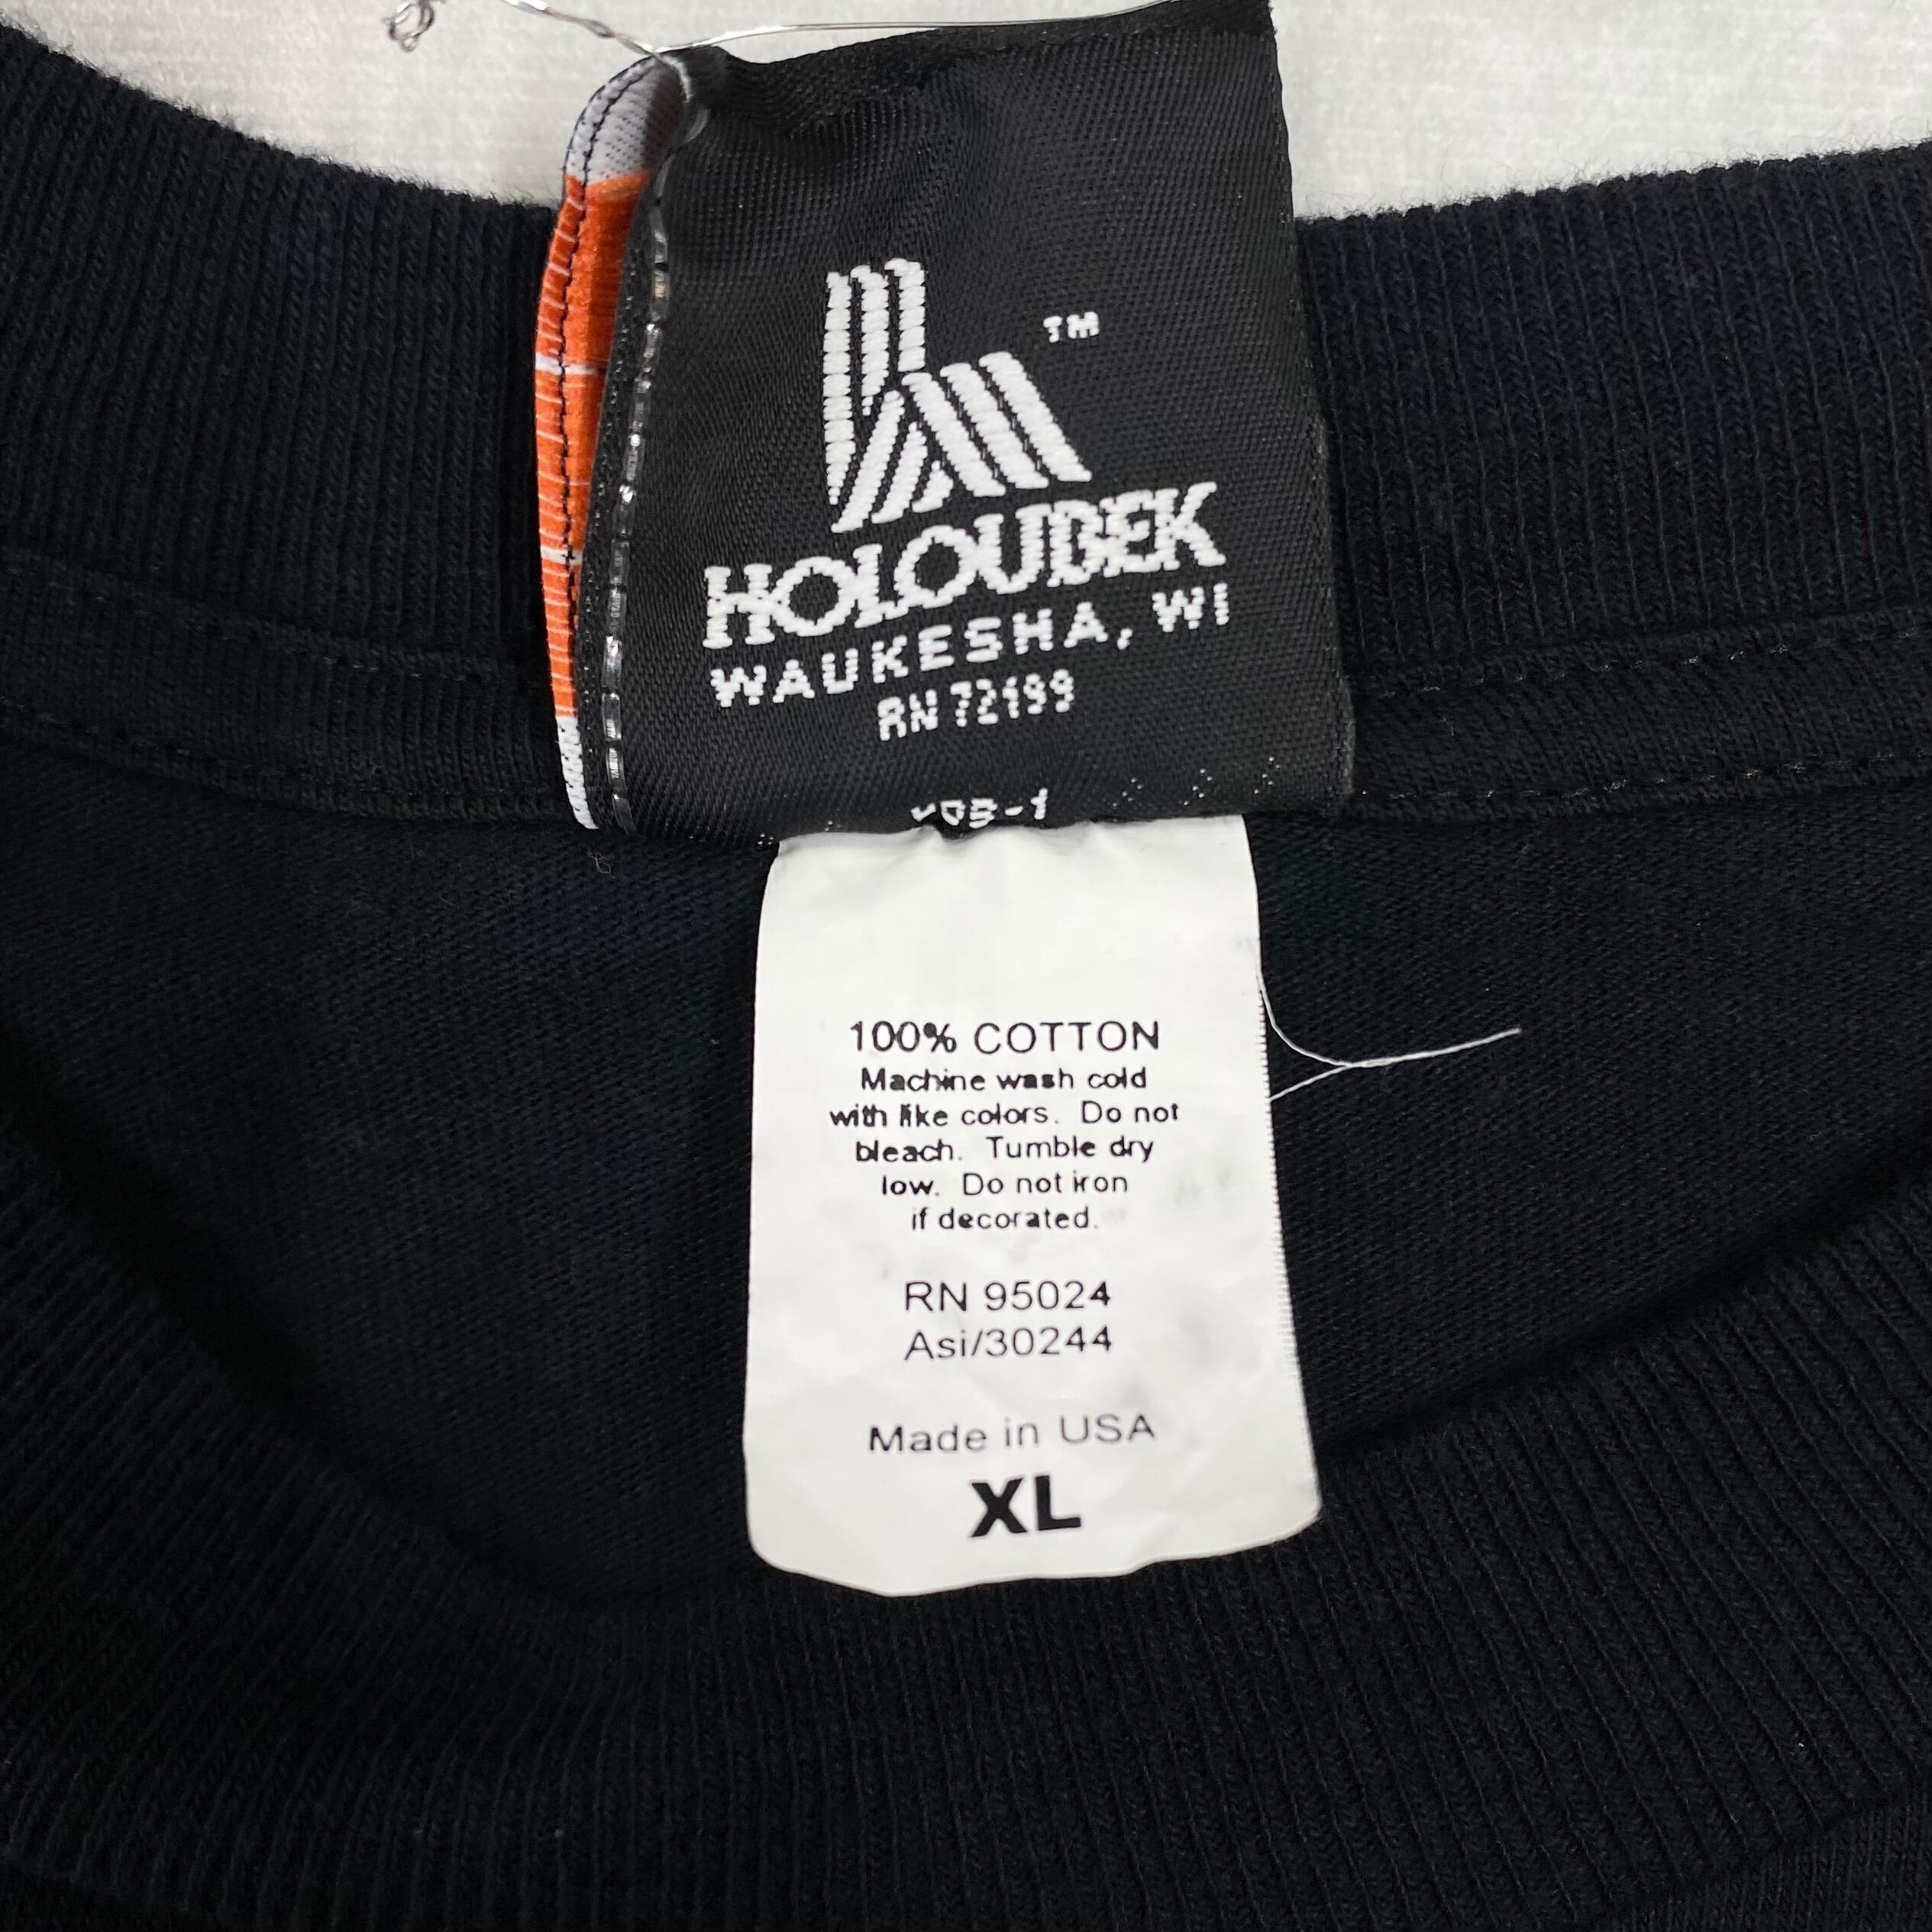 TM
HOLOUDEK
WAUKESHA, WI
RN 72199
100% COTTON
Machine wash cold
with like colors. Do not
bleach. Tumble dry
low. Do not iron
if decorated.
RN 95024
Asi/30244
Made in USA
XL